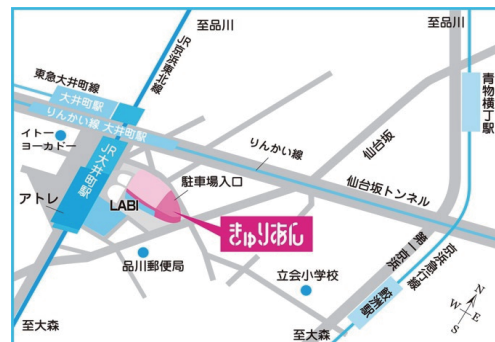 至品川
至品川
JR京浜東北線
東急大井町線
大井町駅
りんかい線 大井町駅
イトー
ヨーカドー
JR大井町駅
アトレ
LABI
駐車場入口
きゅりあん
品川郵便局
りんかい線
仙台坂
仙台坂トンネル
青物横丁駅
立会小学校
第一京浜
京浜急行線
鮫洲駅
至大森
至大森
N
W
E
S